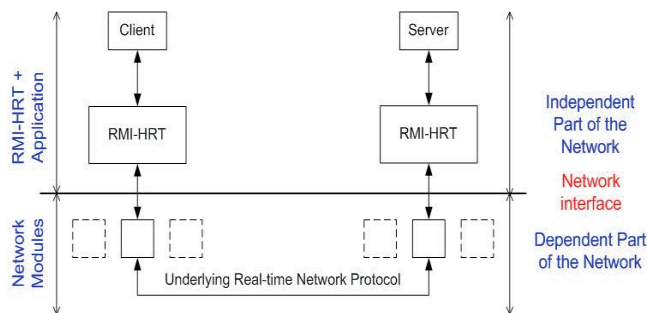 Client
Server
RMI-HRT +
Application
RMI-HRT
RMI-HRT
Independent
Part of the
Network
Network
interface
Network
Modules
Dependent Part
of the Network
Underlying Real-time Network Protocol